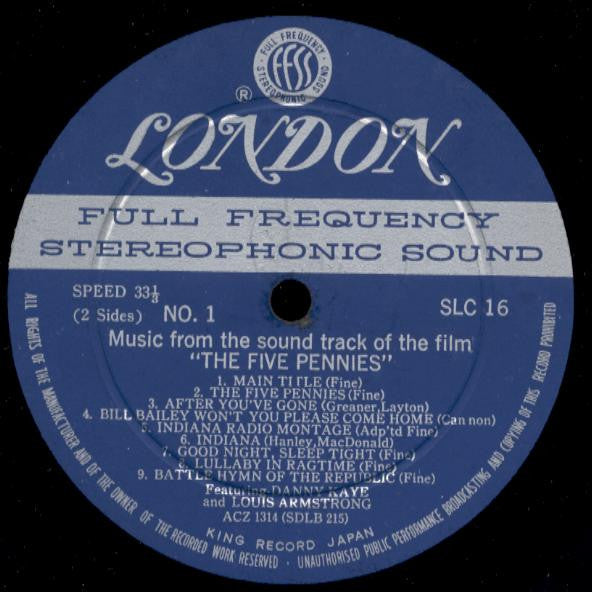 FULL FREQUENCY
FFSS
STEREOPHONIC SOUND
®
LONDON
FULL FREQUENCY
STEREOPHONIC SOUND
SPEED 33⅓
(2 Sides) NO. 1
SLC 16
Music from the sound track of the film
"THE FIVE PENNIES"
1. MAIN TITLE (Fine)
2. THE FIVE PENNIES (Fine)
3. AFTER YOU'VE GONE (Greaner, Layton)
4. BILL BAILEY WON'T YOU PLEASE COME HOME (Can non)
5. INDIANA RADIO MONTAGE (Adp'td Fine)
6. INDIANA (Hanley, MacDonald)
7. GOOD NIGHT, SLEEP TIGHT (Fine)
8. LULLABY IN RAGTIME (Fine)
9. BATTLE HYMN OF THE REPUBLIC (Fine)
Featuring DANNY KAYE
and LOUIS ARMSTRONG
ACZ 1314 (SDLB 215)
KING RECORD JAPAN
ALL RIGHTS OF THE MANUFACTURER AND OF THE OWNER OF THE RECORDED WORK RESERVED · UNAUTHORISED PUBLIC PERFORMANCE BROADCASTING AND COPYING OF THIS RECORD PROHIBITED